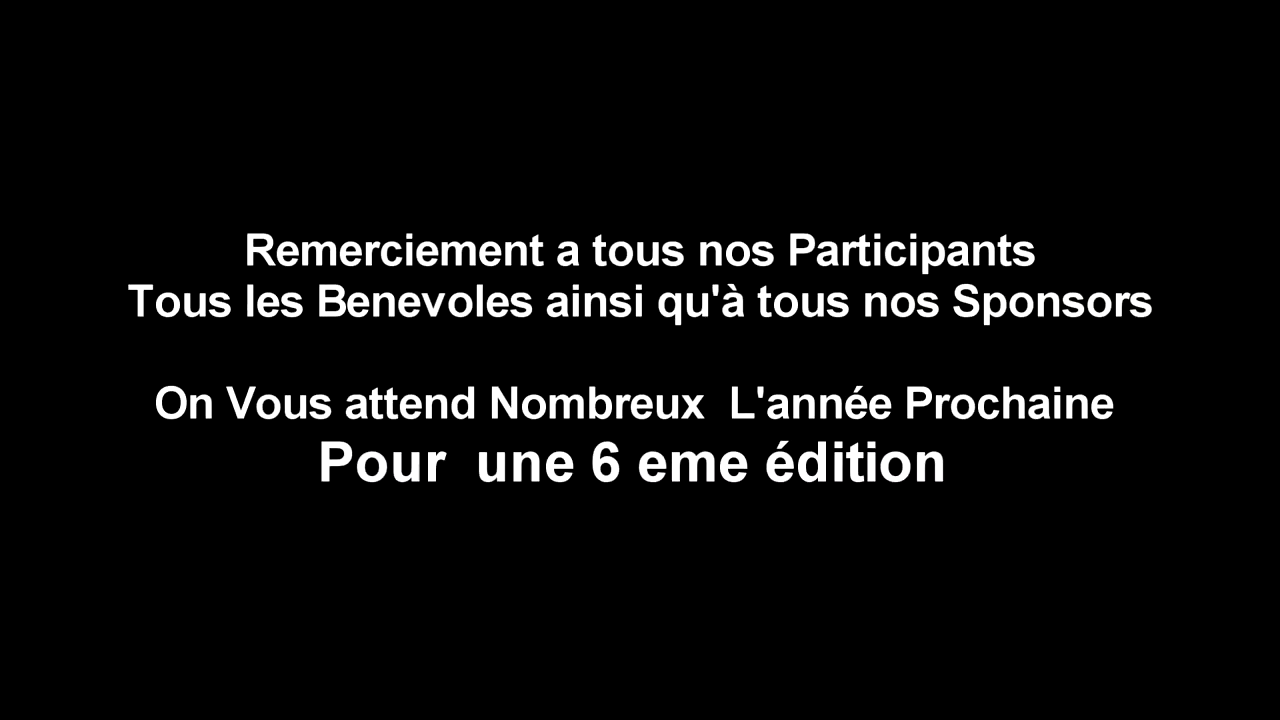 Remerciement a tous nos Participants
Tous les Benevoles ainsi qu'à tous nos Sponsors
On Vous attend Nombreux  L'année Prochaine
Pour  une 6 eme édition